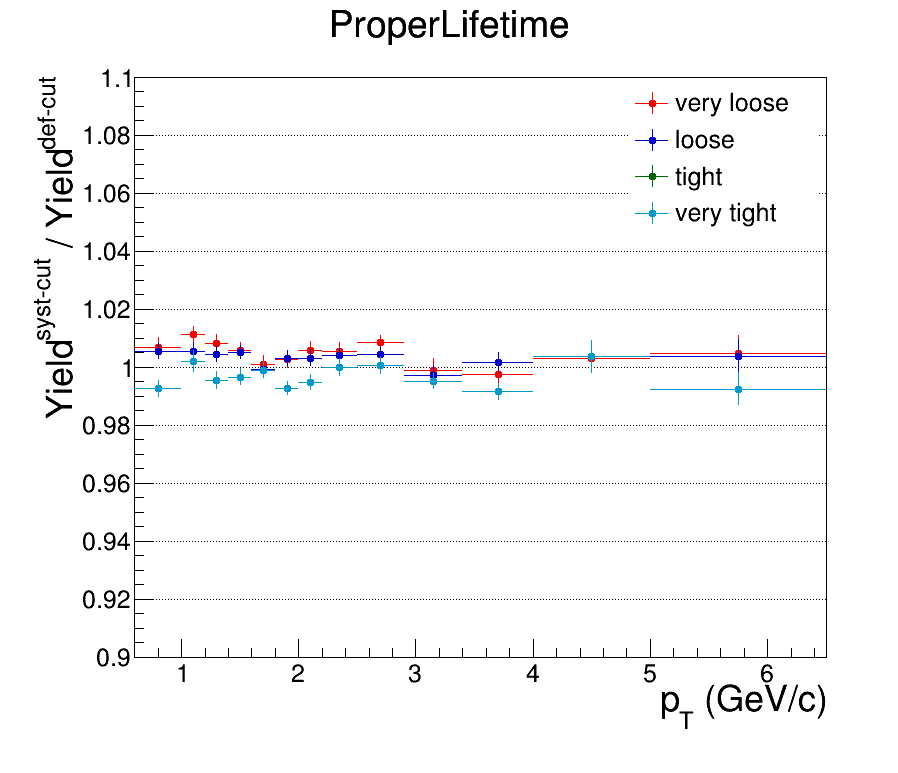 ProperLifetime
Yield^syst-cut / Yield^def-cut
1.1
1.08
1.06
1.04
1.02
1
0.98
0.96
0.94
0.92
0.9
very loose
loose
tight
very tight
1 2 3 4 5 6
p_T (GeV/c)